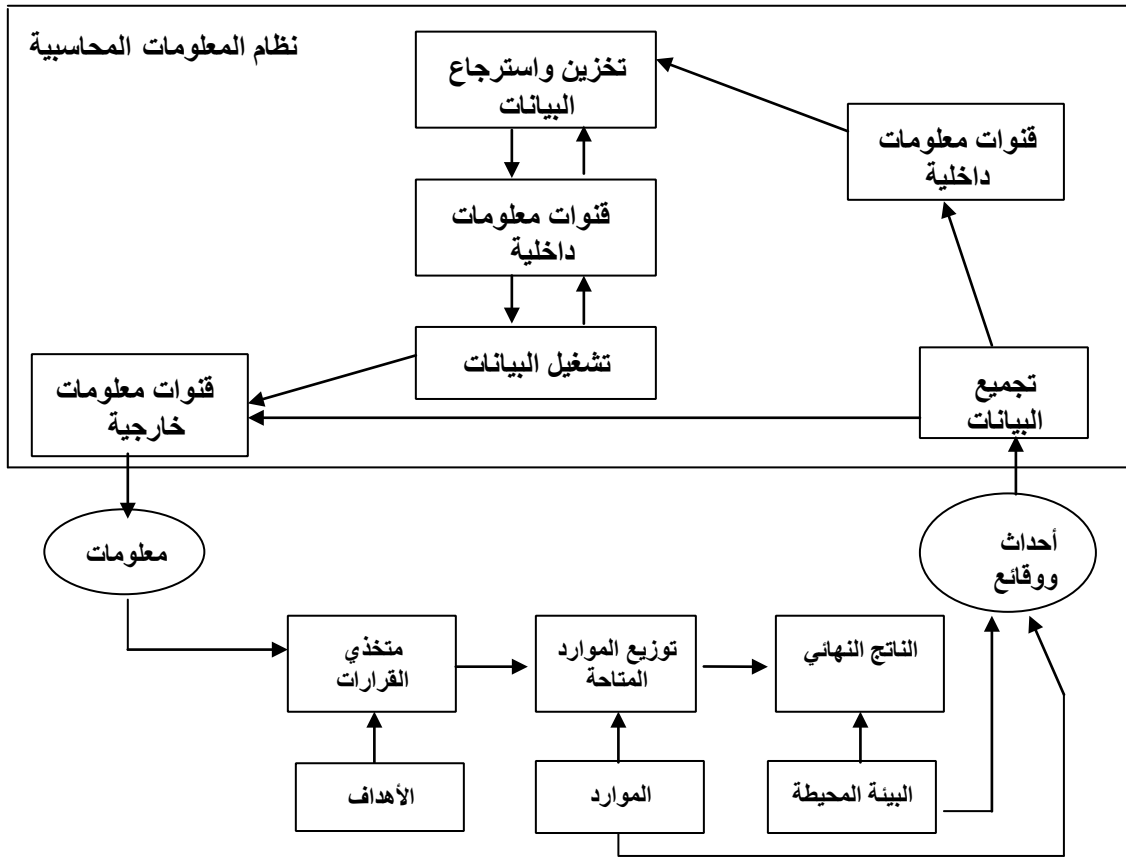 نظام المعلومات المحاسبية
تخزين واسترجاع
البيانات
قنوات معلومات
داخلية
قنوات معلومات
داخلية
تشغيل البيانات
قنوات معلومات
خارجية
تجميع
البيانات
معلومات
أحداث
ووقائع
متخذي
القرارات
توزيع الموارد
المتاحة
الناتج النهائي
الأهداف
الموارد
البيئة المحيطة